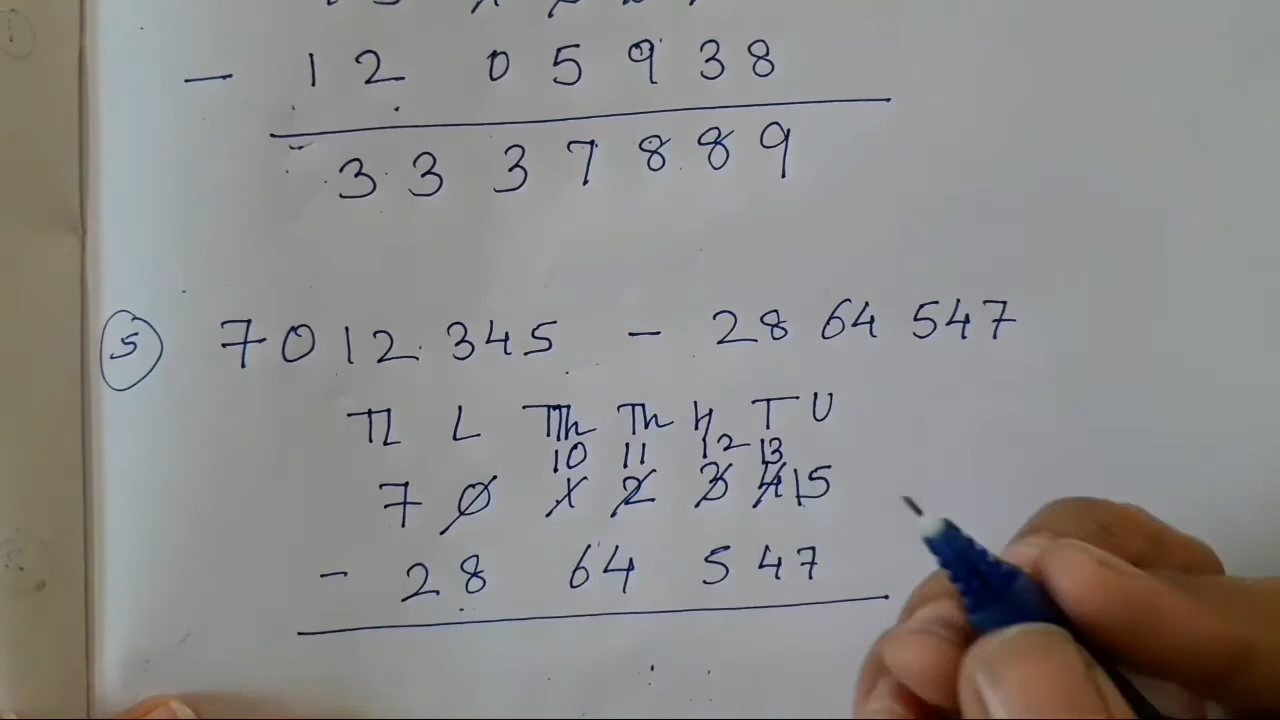 − 12 05938
33 37889
5 7012345 − 2864547
TL L TTh Th H T U
10 11 12 13
7 0 1 2 3 4 15
− 28 64 547